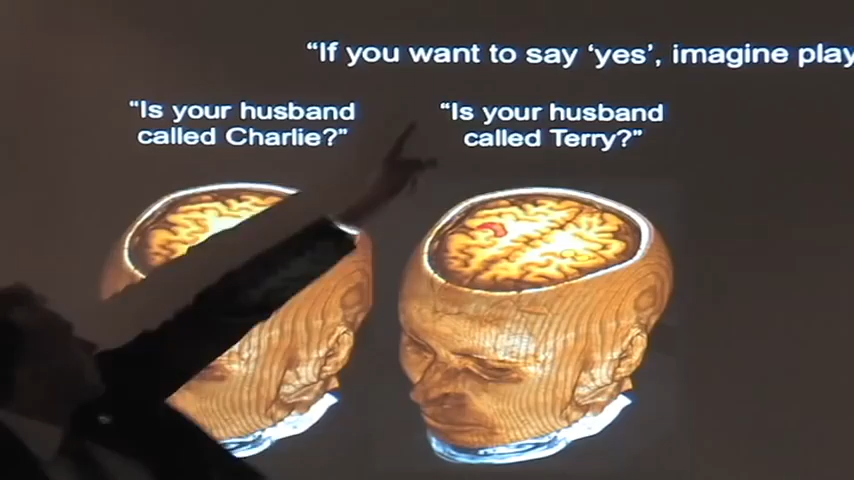 “If you want to say ‘yes’, imagine play
“Is your husband
called Charlie?”
“Is your husband
called Terry?”